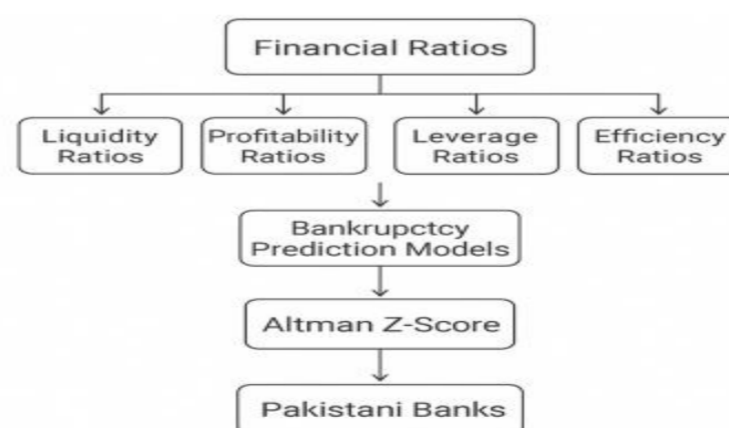 Financial Ratios
Liquidity
Ratios
Profitability
Ratios
Leverage
Ratios
Efficiency
Ratios
Bankrupctcy
Prediction Models
Altman Z-Score
Pakistani Banks